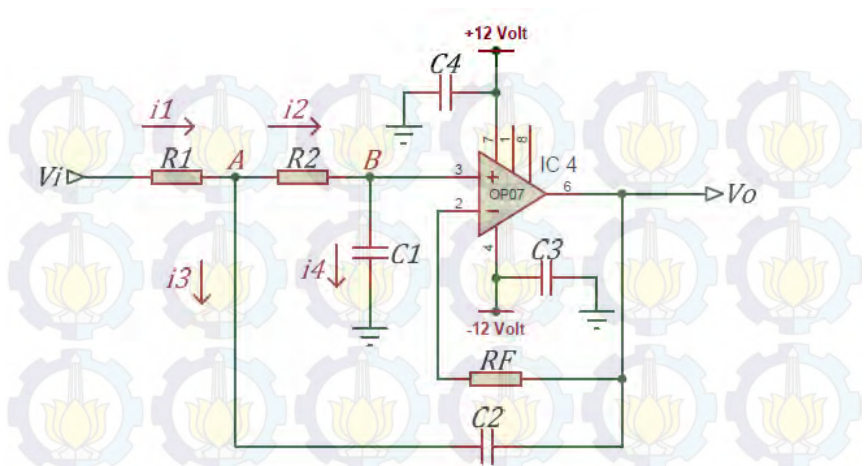 +12 Volt
C4
i1 i2
7 1 8
Vi R1 A R2 B 3 + IC 4
OP07 6 Vo
2 −
C1 4 C3
i3 i4
-12 Volt
RF
C2